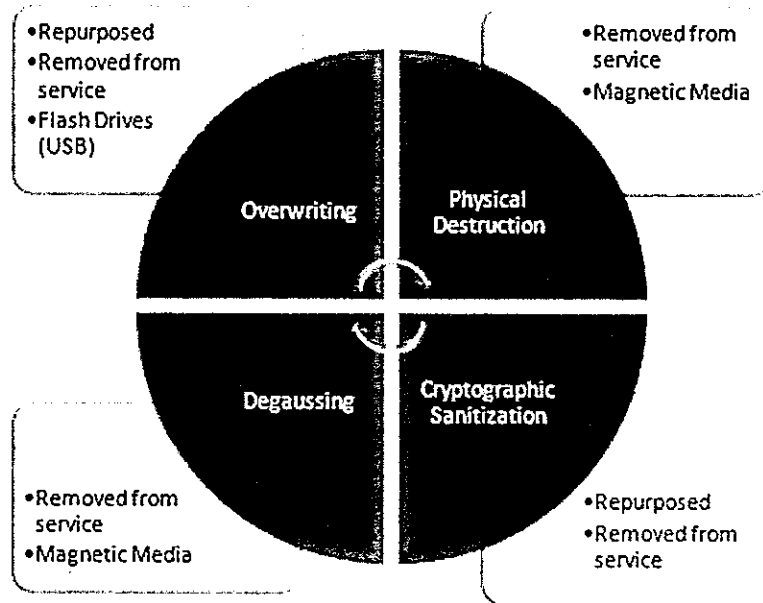 •Repurposed
•Removed from
service
•Flash Drives
(USB)
•Removed from
service
•Magnetic Media
Overwriting
Physical
Destruction
Degaussing
Cryptographic
Sanitization
•Removed from
service
•Magnetic Media
•Repurposed
•Removed from
service